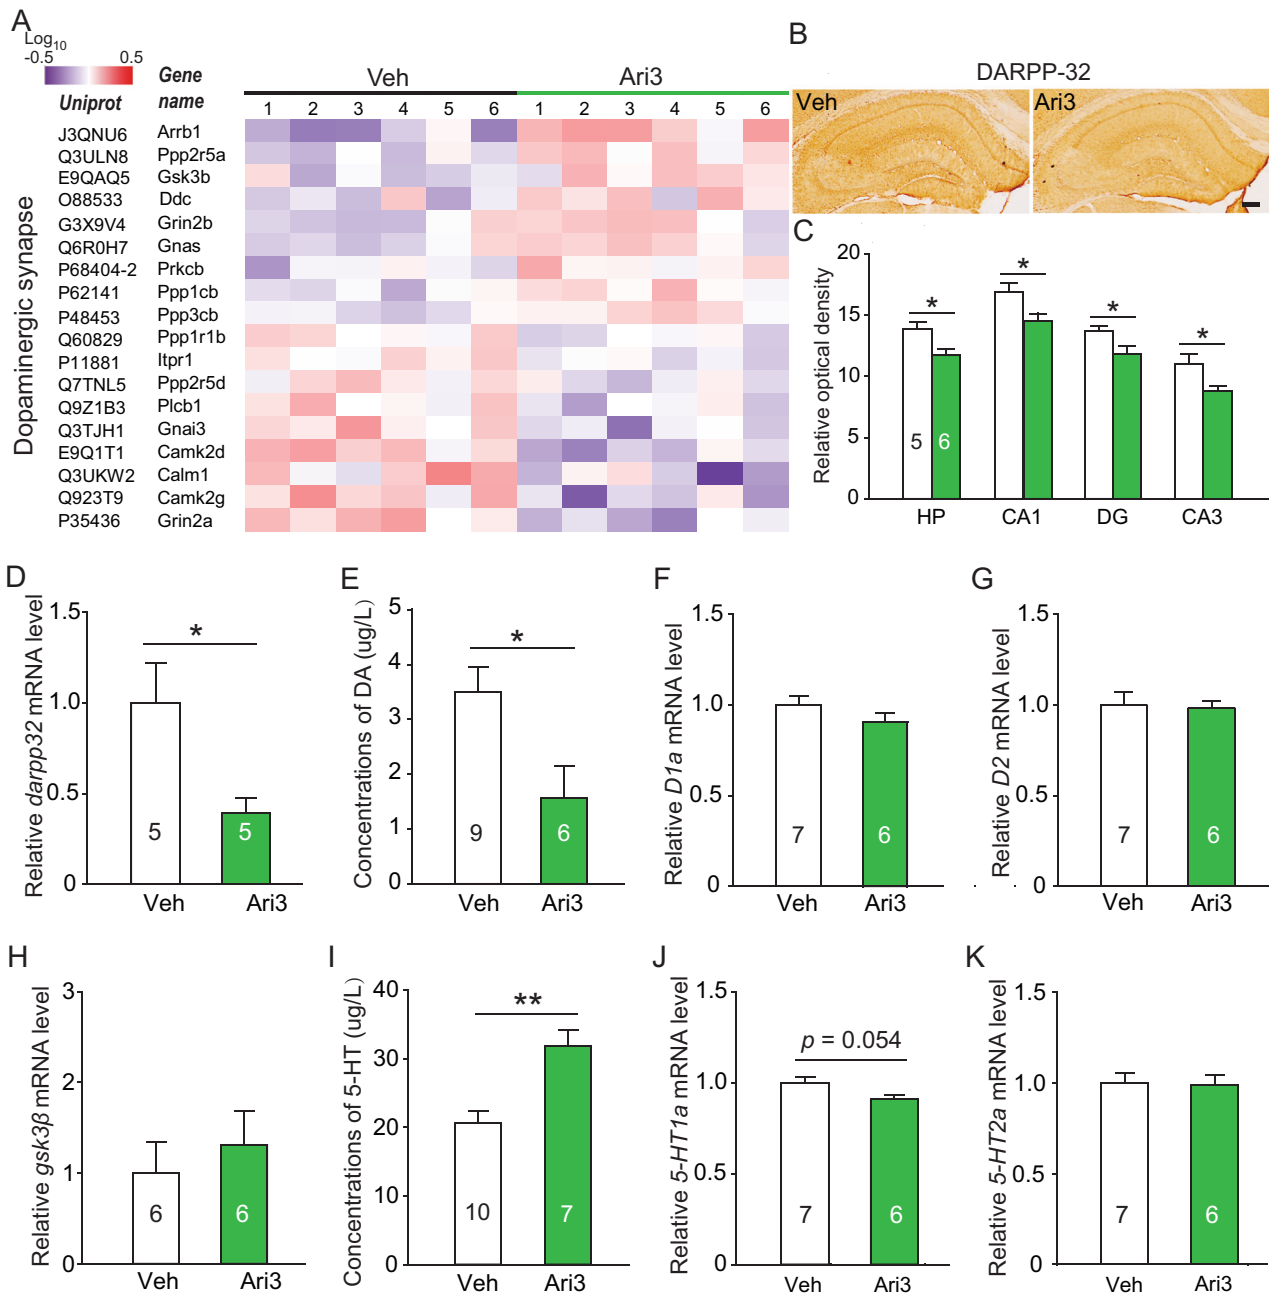 A
Log10
-0.5 0.5
Gene name
Uniprot
Veh Ari3
1 2 3 4 5 6 1 2 3 4 5 6
Dopaminergic synapse
J3QNU6 Arrb1
Q3ULN8 Ppp2r5a
E9QAQ5 Gsk3b
O88533 Ddc
G3X9V4 Grin2b
Q6R0H7 Gnas
P68404-2 Prkcb
P62141 Ppp1cb
P48453 Ppp3cb
Q60829 Ppp1r1b
P11881 Itpr1
Q7TNL5 Ppp2r5d
Q9Z1B3 Plcb1
Q3TJH1 Gnai3
E9Q1T1 Camk2d
Q3UKW2 Calm1
Q923T9 Camk2g
P35436 Grin2a
B
DARPP-32
Veh Ari3
C
Relative optical density
20
15
10
5
0
* * * *
5 6
HP CA1 DG CA3
D
Relative darpp32 mRNA level
1.5
1.0
0.5
0
*
5 5
Veh Ari3
E
Concentrations of DA (ug/L)
5
4
3
2
1
0
*
9 6
Veh Ari3
F
Relative D1a mRNA level
1.5
1.0
0.5
0
7 6
Veh Ari3
G
Relative D2 mRNA level
1.5
1.0
0.5
0
7 6
Veh Ari3
H
Relative gsk3β mRNA level
3
2
1
0
6 6
Veh Ari3
I
Concentrations of 5-HT (ug/L)
40
30
20
10
0
**
10 7
Veh Ari3
J
Relative 5-HT1a mRNA level
1.5
1.0
0.5
0
p = 0.054
7 6
Veh Ari3
K
Relative 5-HT2a mRNA level
1.5
1.0
0.5
0
7 6
Veh Ari3